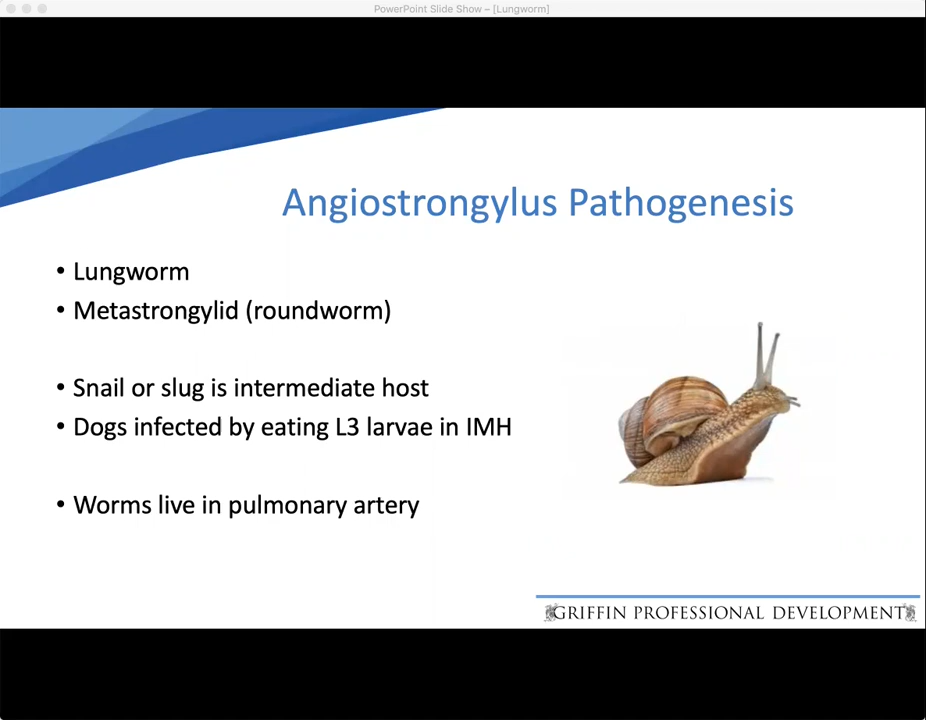 PowerPoint Slide Show – [Lungworm]
Angiostrongylus Pathogenesis
• Lungworm
• Metastrongylid (roundworm)
• Snail or slug is intermediate host
• Dogs infected by eating L3 larvae in IMH
• Worms live in pulmonary artery
GRIFFIN PROFESSIONAL DEVELOPMENT